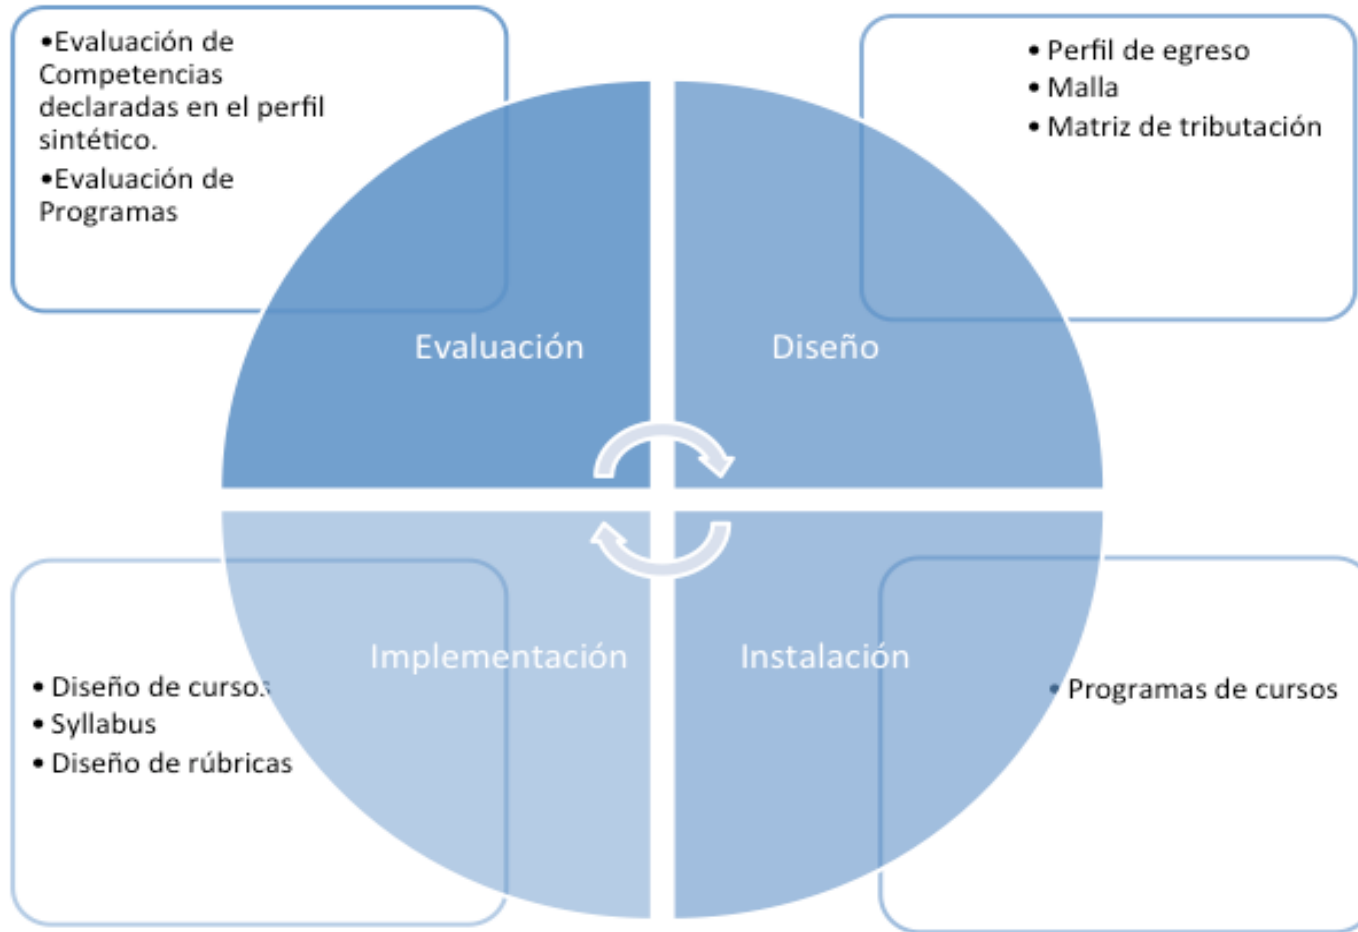 •Evaluación de
Competencias
declaradas en el perfil
sintético.
•Evaluación de
Programas
• Perfil de egreso
• Malla
• Matriz de tributación
Evaluación
Diseño
Implementación
Instalación
• Diseño de cursos
• Syllabus
• Diseño de rúbricas
• Programas de cursos